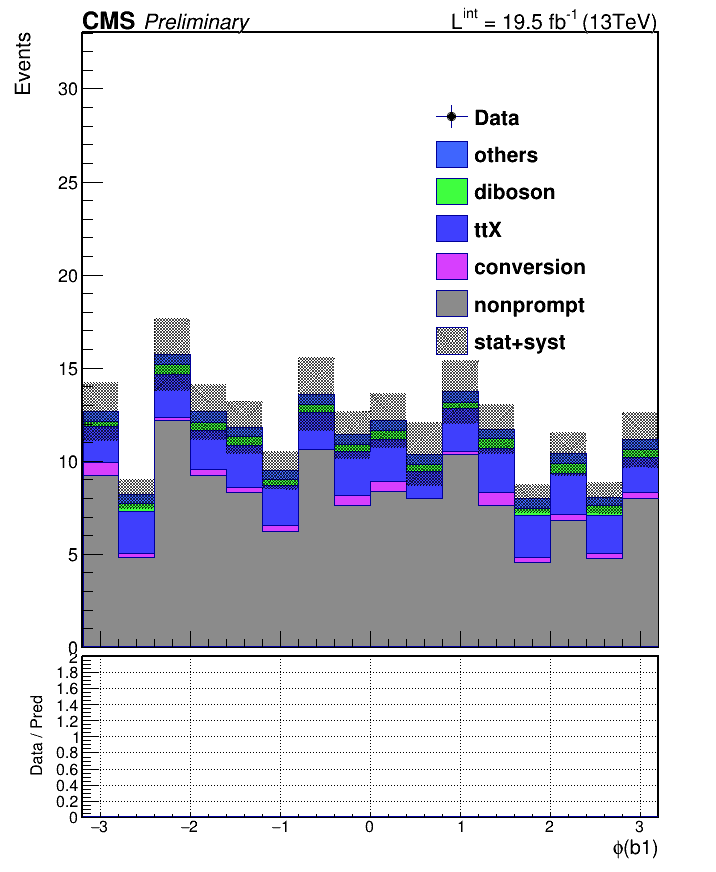 CMS Preliminary
L^int = 19.5 fb^-1 (13TeV)
Events
30
25
20
15
10
5
0
Data
others
diboson
ttX
conversion
nonprompt
stat+syst
Data / Pred
2
1.8
1.6
1.4
1.2
1
0.8
0.6
0.4
0.2
0
−3 −2 −1 0 1 2 3
ϕ(b1)